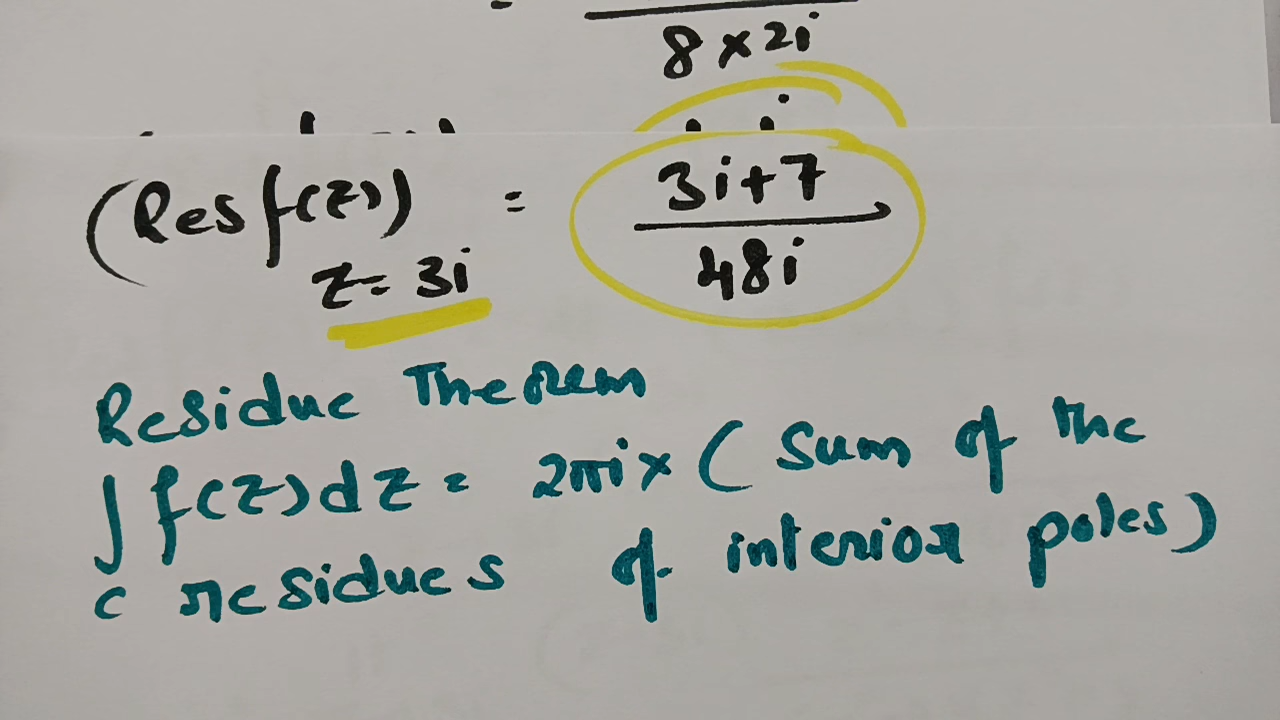 =
8 x 2i
(Res f(z)) = 3i+7
z = 3i 48i
Residue Theorem
∫ f(z)dz = 2πi x ( Sum of the
c residues of interior poles)